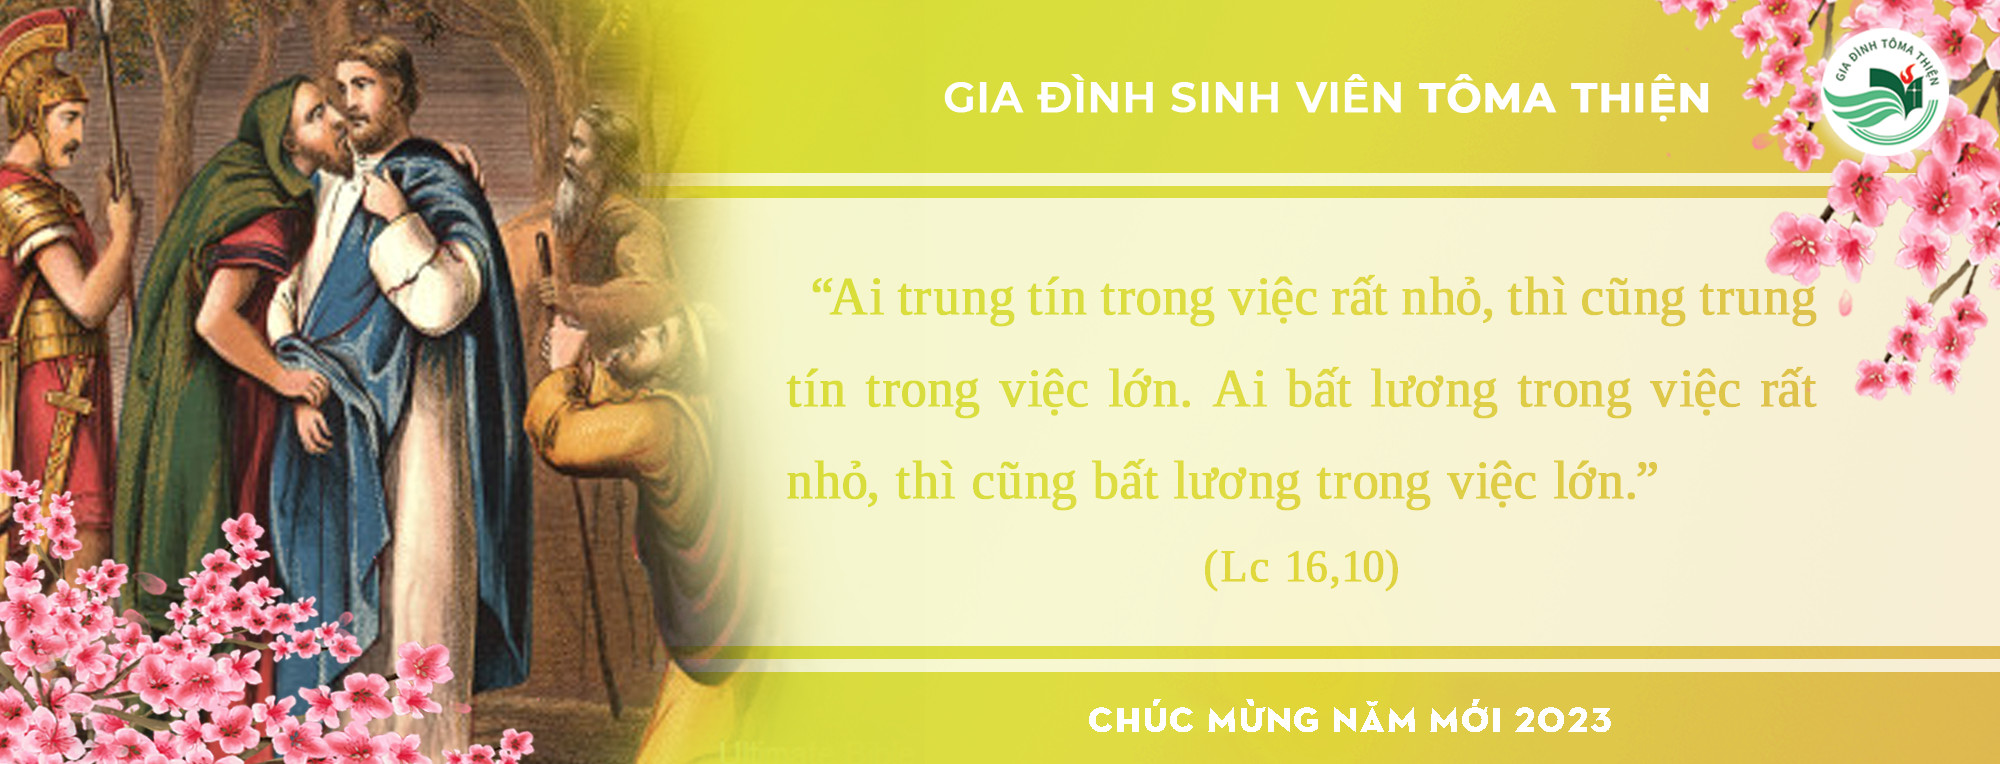 GIA ĐÌNH SINH VIÊN TÔMA THIỆN
GIA ĐÌNH TÔMA THIỆN
“Ai trung tín trong việc rất nhỏ, thì cũng trung
tín trong việc lớn. Ai bất lương trong việc rất
nhỏ, thì cũng bất lương trong việc lớn.”
(Lc 16,10)
CHÚC MỪNG NĂM MỚI 2023